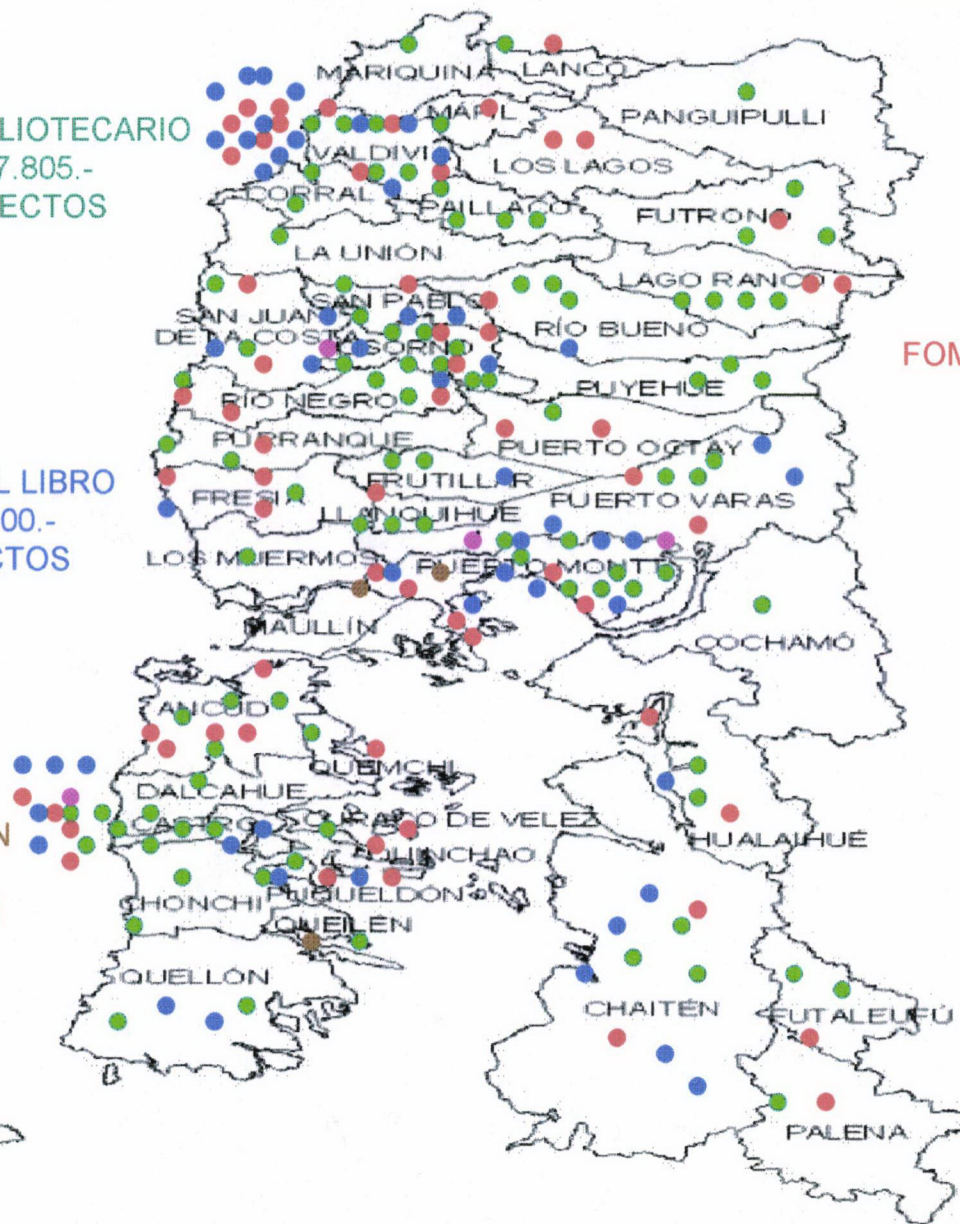 MARIQUINA
LANCO
LIOTECARIO
MÁFIL
PANGUIPULLI
7.805.-
VALDIVI
LOS LAGOS
ECTOS
CORRAL
PAILLACO
FUTRONO
LA UNIÓN
LAGO RANCO
SAN PABLO
SAN JUAN
DE LA COSTA
OSORNO
RÍO BUENO
FOM
PUYEHUE
RÍO NEGRO
PURRANQUE
PUERTO OCTAY
L LIBRO
FRUTILLAR
FRESIA
PUERTO VARAS
00.-
LLANQUIHUE
CTOS
LOS MUERMOS
PUERTO MONTT
MAULLÍN
COCHAMÓ
ANCUD
QUEMCHI
DALCAHUE
CASTRO
CURACO DE VELEZ
N
HUALAIHUÉ
QUINCHAO
CHONCHI
PUQUELDÓN
QUEILÉN
QUELLÓN
CHAITÉN
FUTALEUFÚ
PALENA